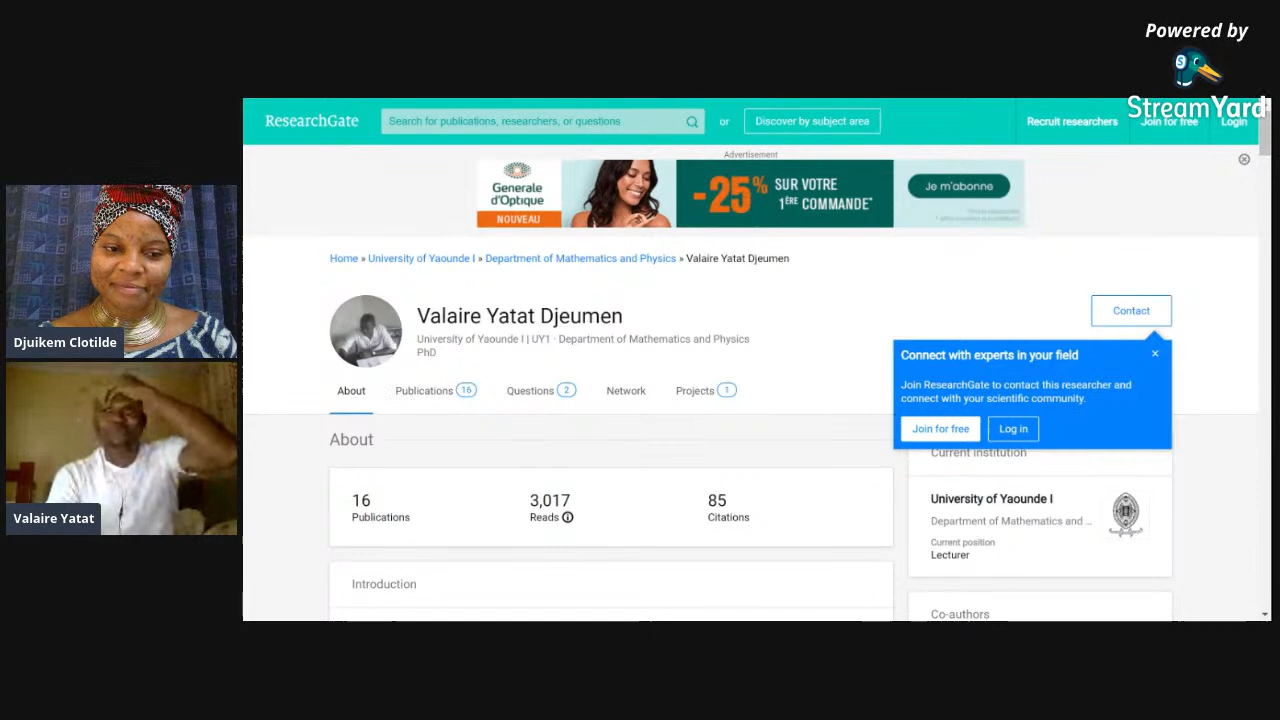 Powered by
StreamYard
ResearchGate
Search for publications, researchers, or questions
or
Discover by subject area
Recruit researchers
Join for free
Login
Advertisement
Generale d'Optique
NOUVEAU
-25% SUR VOTRE
1ÈRE COMMANDE*
Je m'abonne
Home » University of Yaounde I » Department of Mathematics and Physics » Valaire Yatat Djeumen
Valaire Yatat Djeumen
University of Yaounde I | UY1 · Department of Mathematics and Physics
PhD
Contact
Connect with experts in your field
Join ResearchGate to contact this researcher and
connect with your scientific community.
Join for free
Log in
About
Publications 16
Questions 2
Network
Projects 1
About
16
Publications
3,017
Reads
85
Citations
Introduction
Current institution
University of Yaounde I
Department of Mathematics and ...
Current position
Lecturer
Co-authors
Djuikem Clotilde
Valaire Yatat